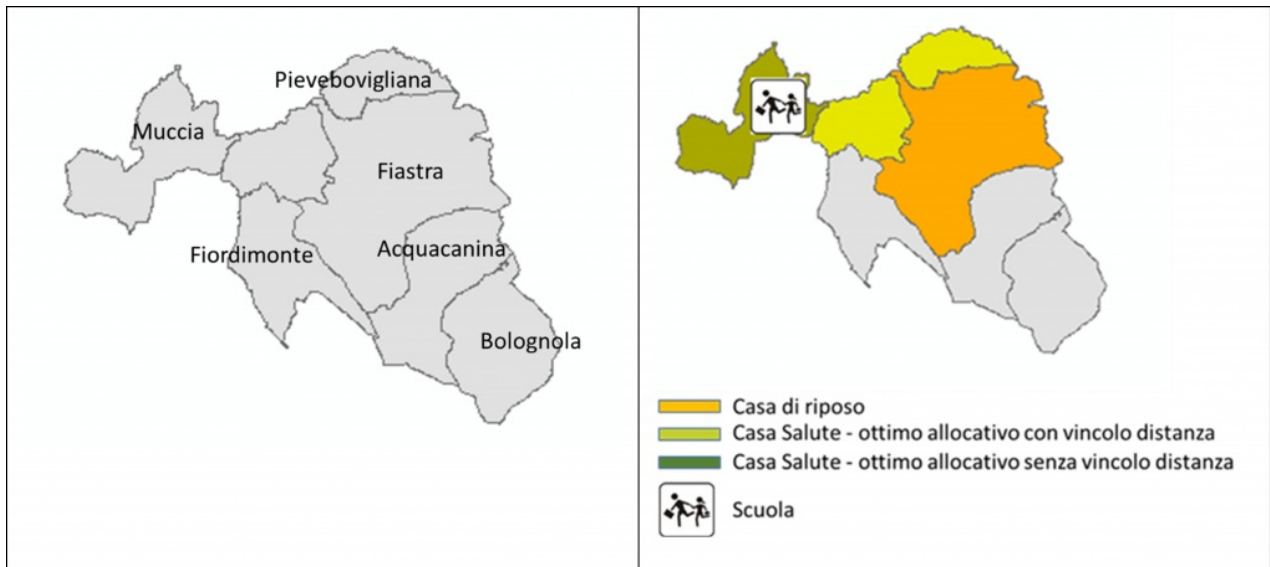 Pievebovigliana
Muccia
Fiastra
Fiordimonte
Acquacanina
Bolognola
Casa di riposo
Casa Salute - ottimo allocativo con vincolo distanza
Casa Salute - ottimo allocativo senza vincolo distanza
Scuola